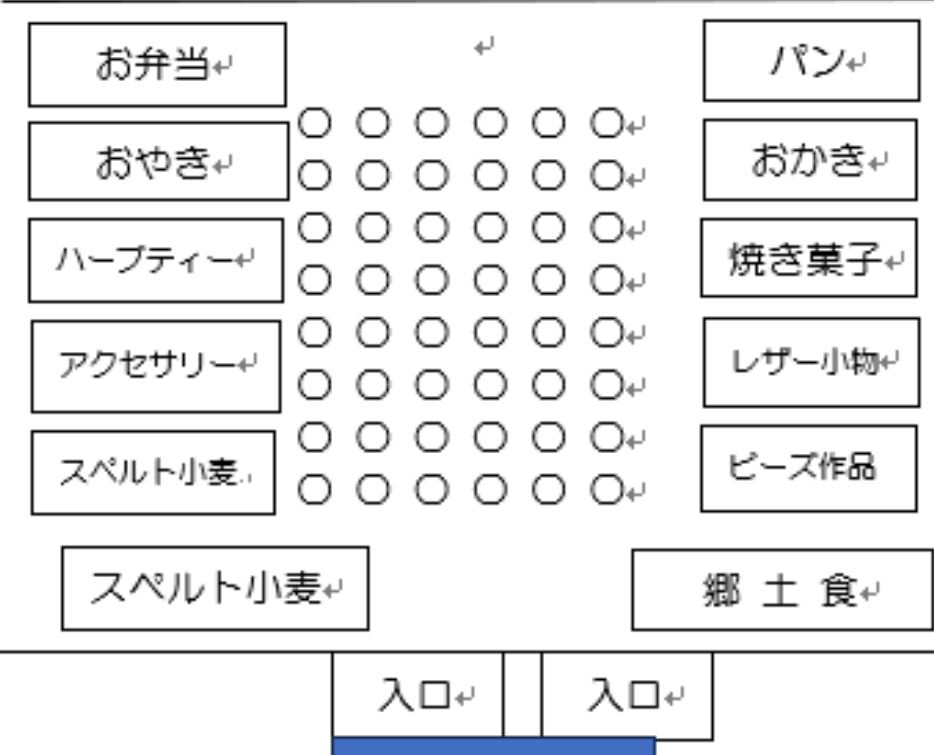 お弁当
パン
〇 〇 〇 〇 〇 〇
おやき
おかき
〇 〇 〇 〇 〇 〇
〇 〇 〇 〇 〇 〇
ハーブティー
焼き菓子
〇 〇 〇 〇 〇 〇
〇 〇 〇 〇 〇 〇
アクセサリー
レザー小物
〇 〇 〇 〇 〇 〇
〇 〇 〇 〇 〇 〇
スペルト小麦
ビーズ作品
〇 〇 〇 〇 〇 〇
スペルト小麦
郷 土 食
入口
入口